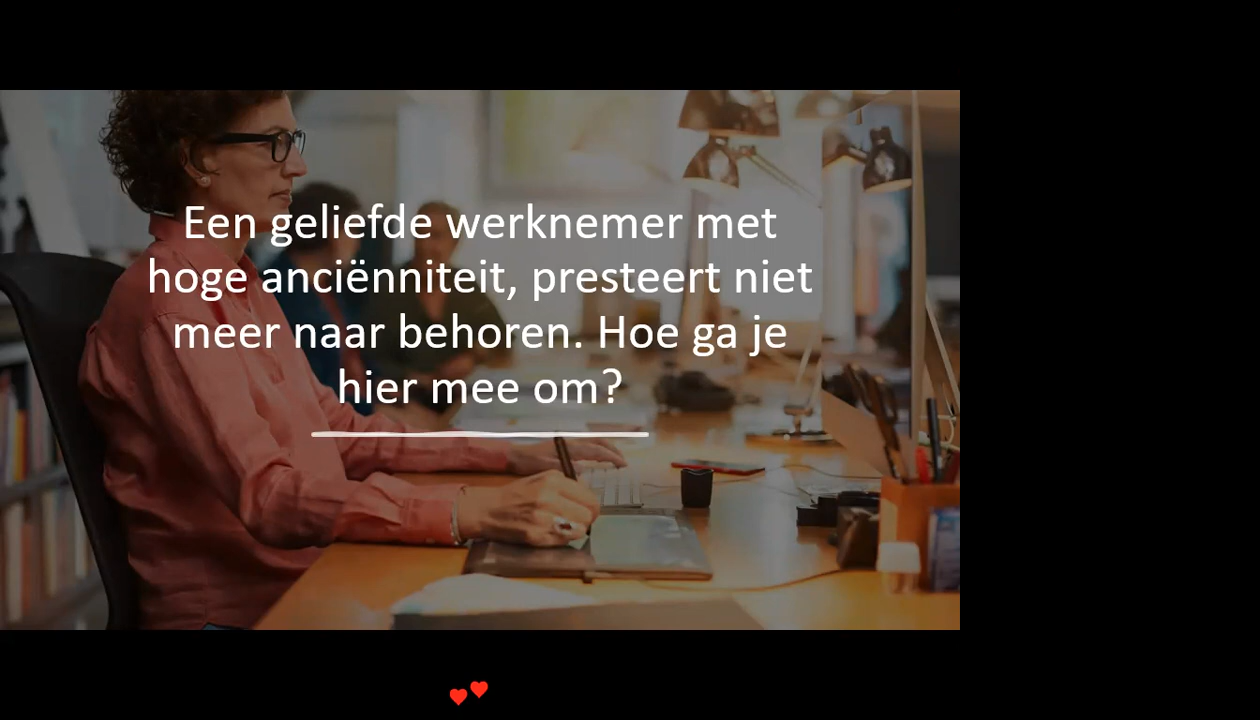 Een geliefde werknemer met
hoge anciënniteit, presteert niet
meer naar behoren. Hoe ga je
hier mee om?